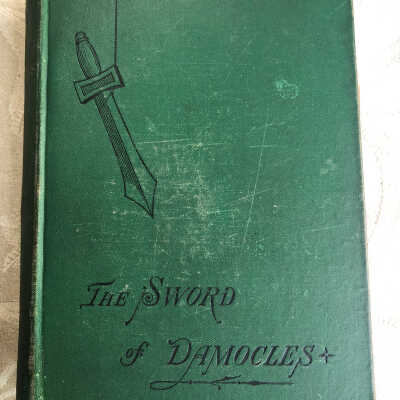 The Sword
of Damocles